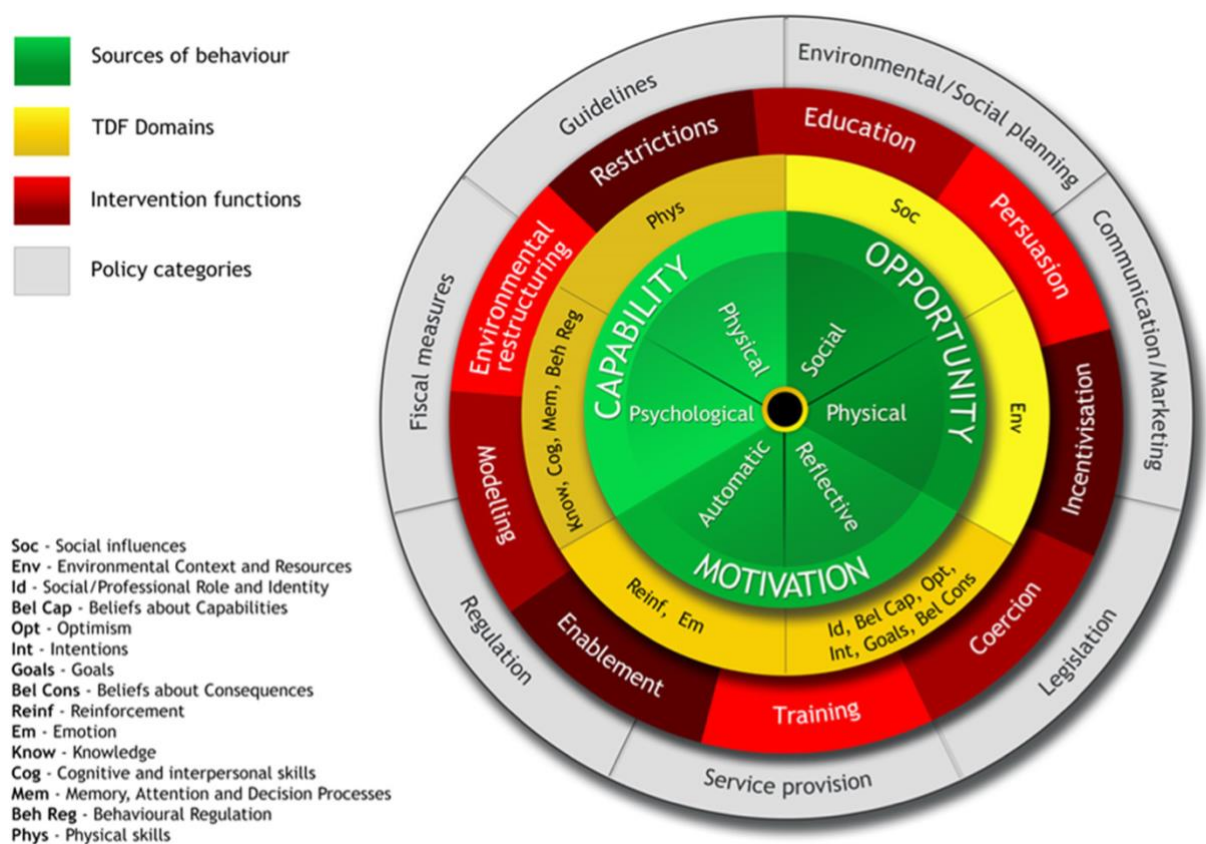 Sources of behaviour
TDF Domains
Intervention functions
Policy categories
Soc - Social influences
Env - Environmental Context and Resources
Id - Social/Professional Role and Identity
Bel Cap - Beliefs about Capabilities
Opt - Optimism
Int - Intentions
Goals - Goals
Bel Cons - Beliefs about Consequences
Reinf - Reinforcement
Em - Emotion
Know - Knowledge
Cog - Cognitive and interpersonal skills
Mem - Memory, Attention and Decision Processes
Beh Reg - Behavioural Regulation
Phys - Physical skills
Guidelines
Environmental/Social planning
Communication/Marketing
Legislation
Service provision
Regulation
Fiscal measures
Restrictions
Education
Persuasion
Incentivisation
Coercion
Training
Enablement
Modelling
Environmental
restructuring
Phys
Soc
Env
Id, Bel Cap, Opt,
Int, Goals, Bel Cons
Reinf, Em
Know, Cog, Mem, Beh Reg
CAPABILITY
OPPORTUNITY
MOTIVATION
Physical
Social
Physical
Reflective
Automatic
Psychological